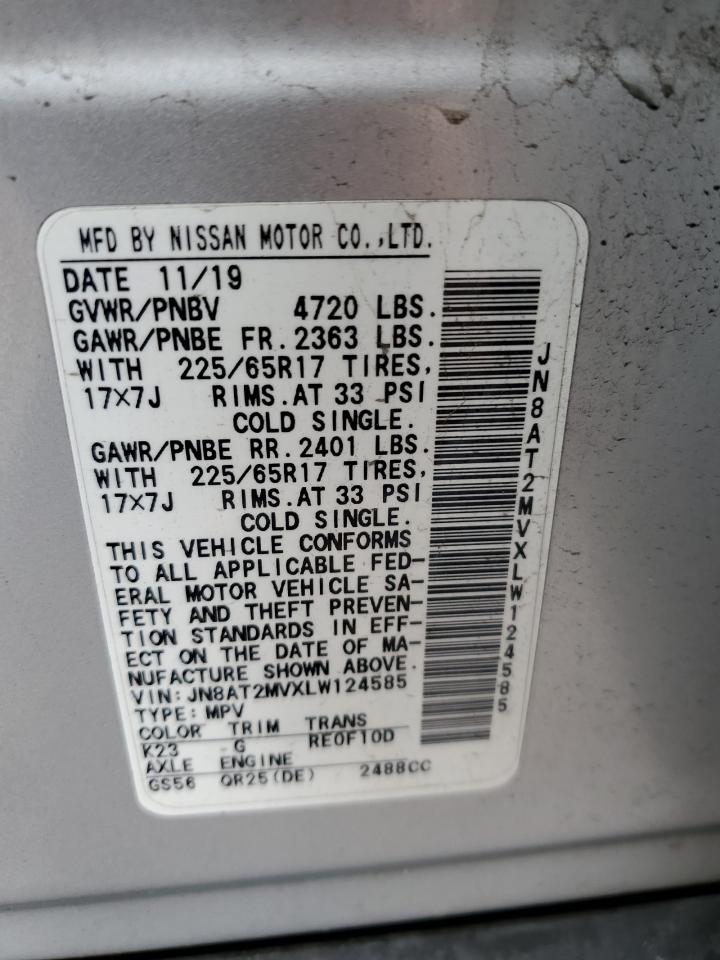 MFD BY NISSAN MOTOR CO.,LTD.
DATE 11/19
GVWR/PNBV 4720 LBS.
GAWR/PNBE FR.2363 LBS.
WITH 225/65R17 TIRES,
17×7J RIMS.AT 33 PSI
COLD SINGLE.
GAWR/PNBE RR.2401 LBS.
WITH 225/65R17 TIRES,
17×7J RIMS.AT 33 PSI
COLD SINGLE.
THIS VEHICLE CONFORMS
TO ALL APPLICABLE FED-
ERAL MOTOR VEHICLE SA-
FETY AND THEFT PREVEN-
TION STANDARDS IN EFF-
ECT ON THE DATE OF MA-
NUFACTURE SHOWN ABOVE.
VIN:JN8AT2MVXLW124585
TYPE:MPV
COLOR TRIM TRANS
K23 G RE0F10D
AXLE ENGINE
GS56 QR25(DE) 2488CC
JN8AT2MVXLW124585